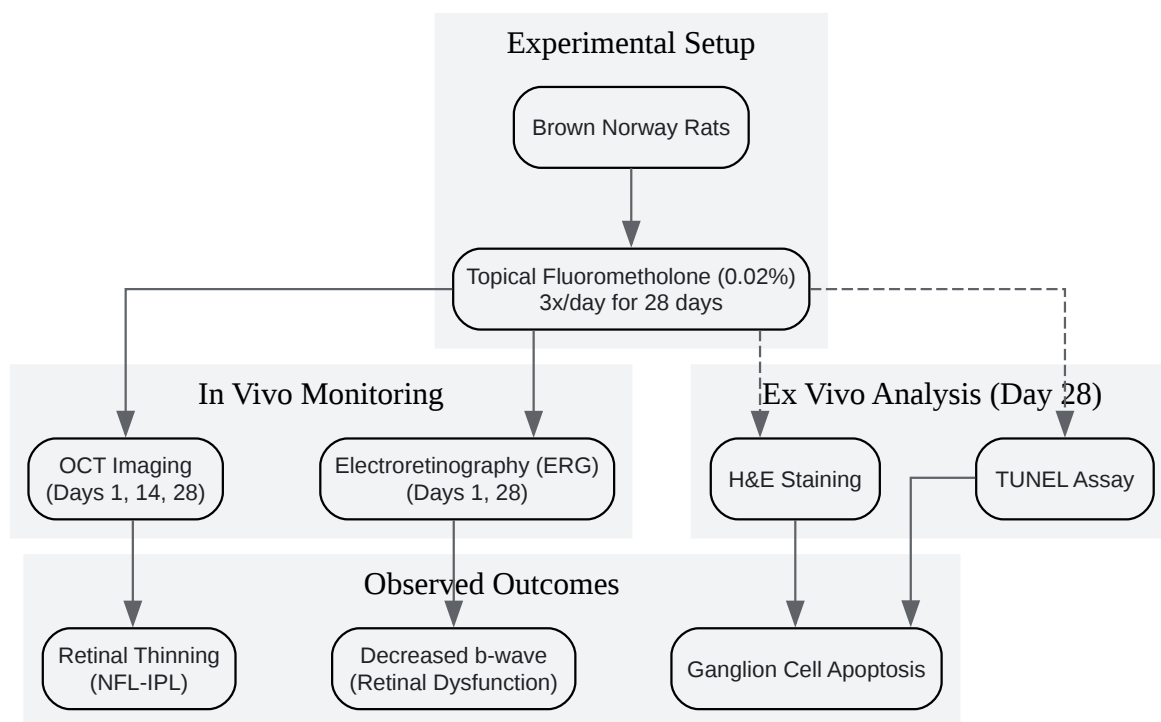 Experimental Setup
Brown Norway Rats
Topical Fluorometholone (0.02%)
3x/day for 28 days
In Vivo Monitoring
Ex Vivo Analysis (Day 28)
OCT Imaging
(Days 1, 14, 28)
Electroretinography (ERG)
(Days 1, 28)
H&E Staining
TUNEL Assay
Observed Outcomes
Retinal Thinning
(NFL-IPL)
Decreased b-wave
(Retinal Dysfunction)
Ganglion Cell Apoptosis